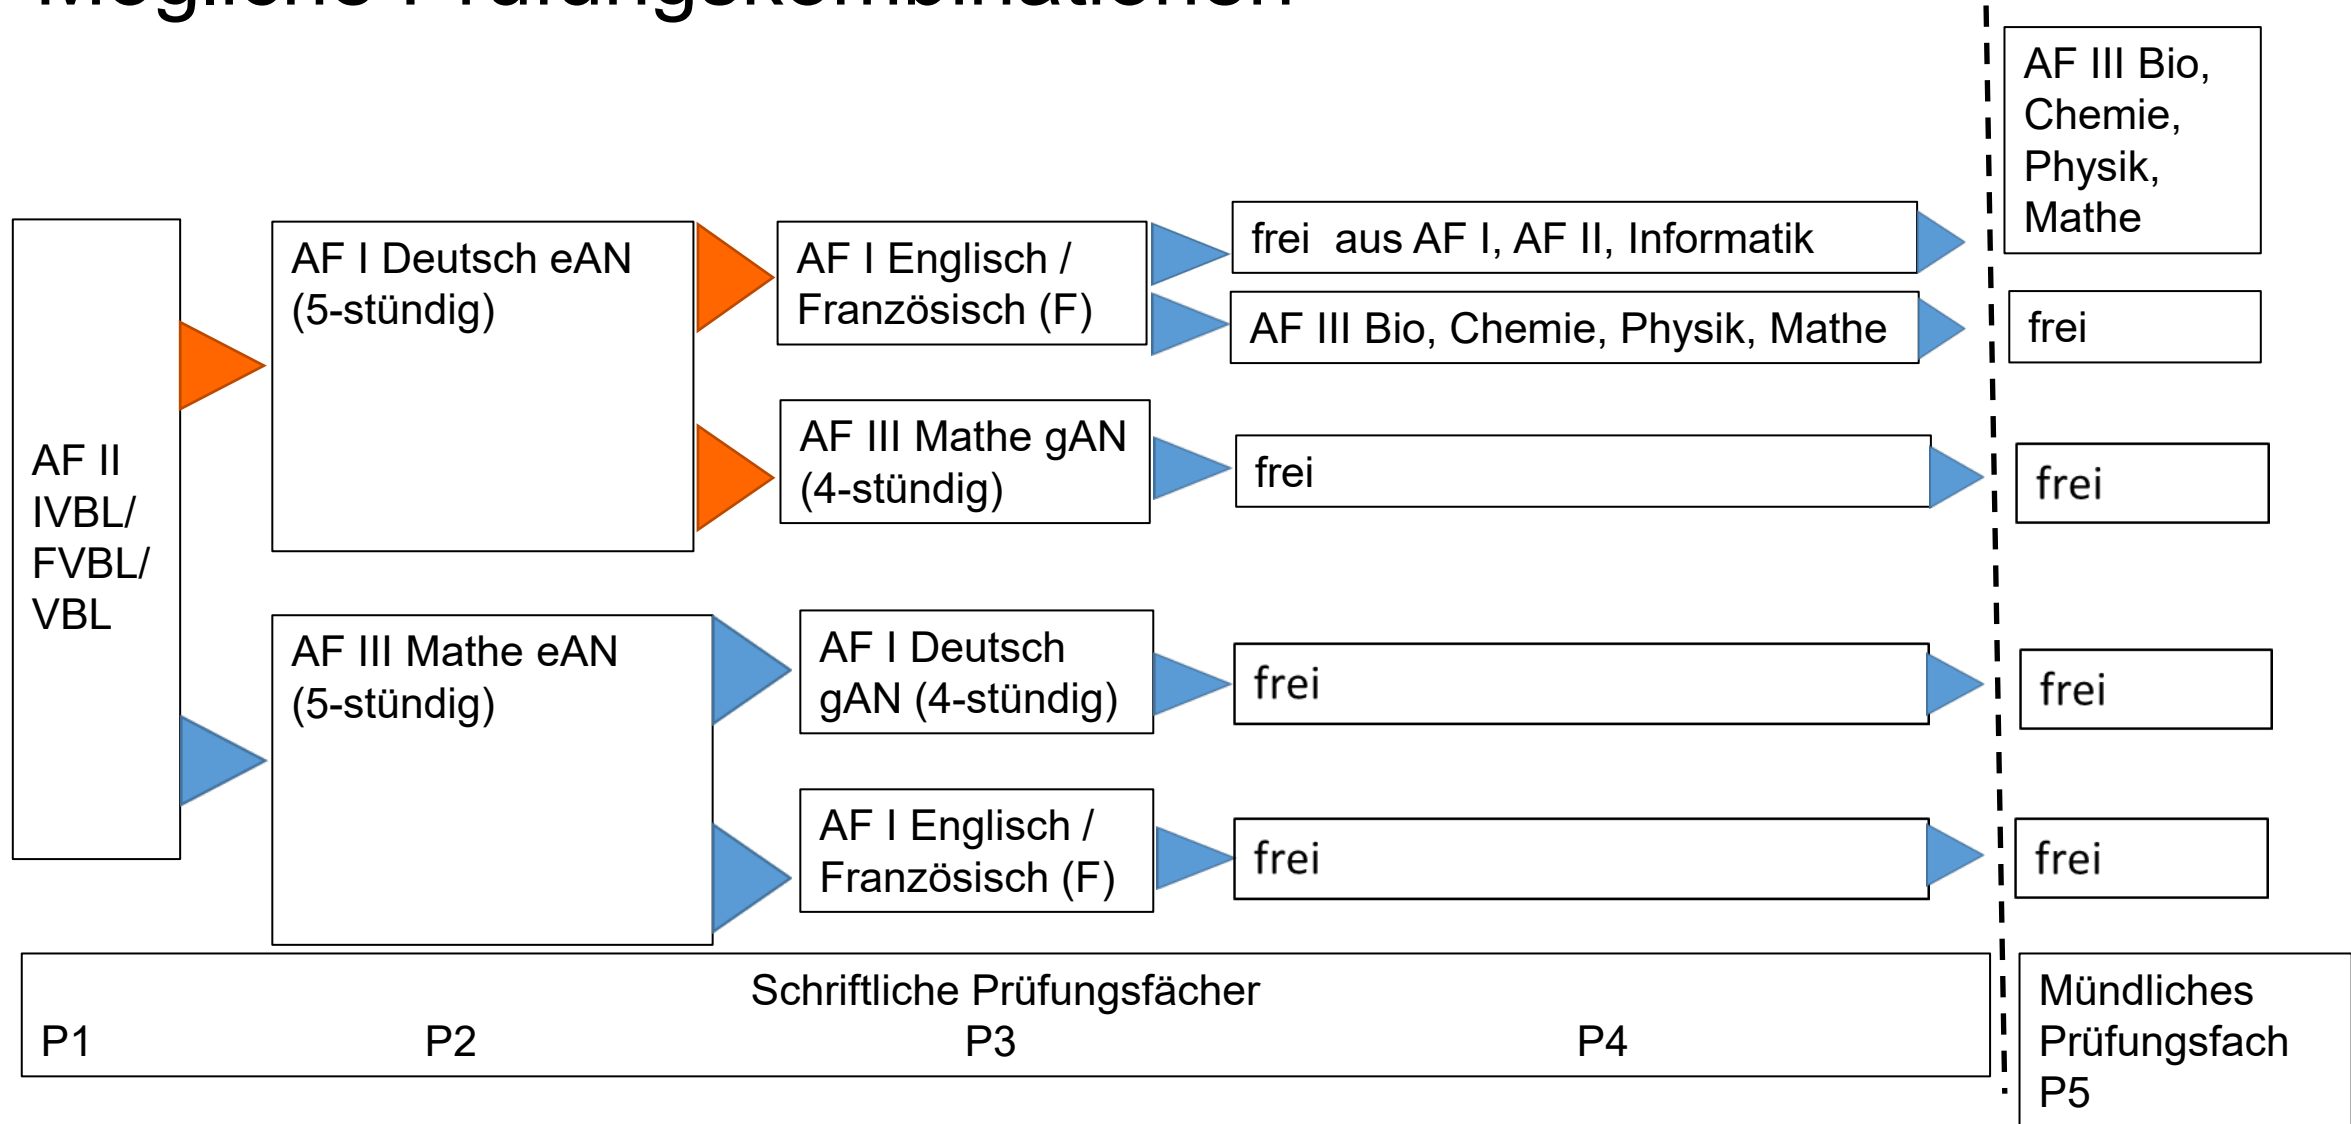 Mögliche Prüfungskombinationen
AF II
IVBL/
FVBL/
VBL
AF I Deutsch eAN
(5-stündig)
AF I Englisch /
Französisch (F)
frei aus AF I, AF II, Informatik
AF III Bio,
Chemie,
Physik,
Mathe
AF III Bio, Chemie, Physik, Mathe
frei
AF III Mathe gAN
(4-stündig)
frei
frei
AF III Mathe eAN
(5-stündig)
AF I Deutsch
gAN (4-stündig)
frei
frei
AF I Englisch /
Französisch (F)
frei
frei
Schriftliche Prüfungsfächer
P1 P2 P3 P4
Mündliches
Prüfungsfach
P5